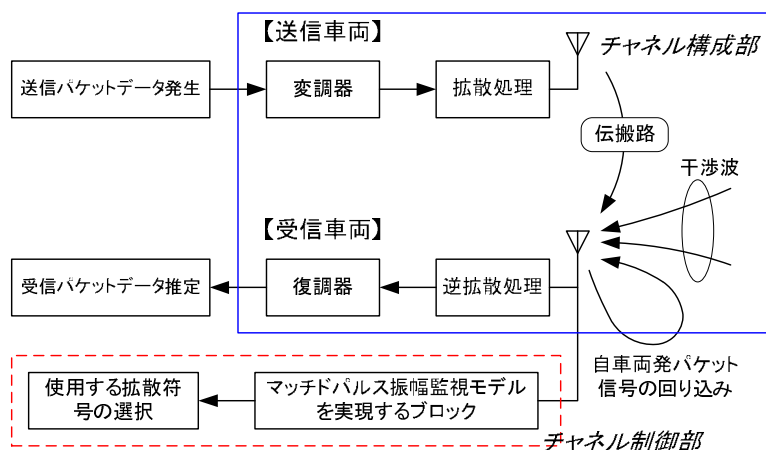 【送信車両】
チャネル構成部
送信パケットデータ発生
変調器
拡散処理
伝搬路
干渉波
【受信車両】
受信パケットデータ推定
復調器
逆拡散処理
自車両発パケット
信号の回り込み
使用する拡散符
号の選択
マッチドパルス振幅監視モデル
を実現するブロック
チャネル制御部